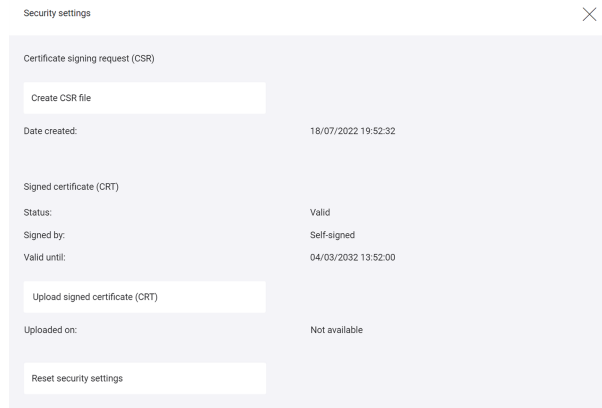 Security settings
Certificate signing request (CSR)
Create CSR file
Date created: 18/07/2022 19:52:32
Signed certificate (CRT)
Status: Valid
Signed by: Self-signed
Valid until: 04/03/2032 13:52:00
Upload signed certificate (CRT)
Uploaded on: Not available
Reset security settings